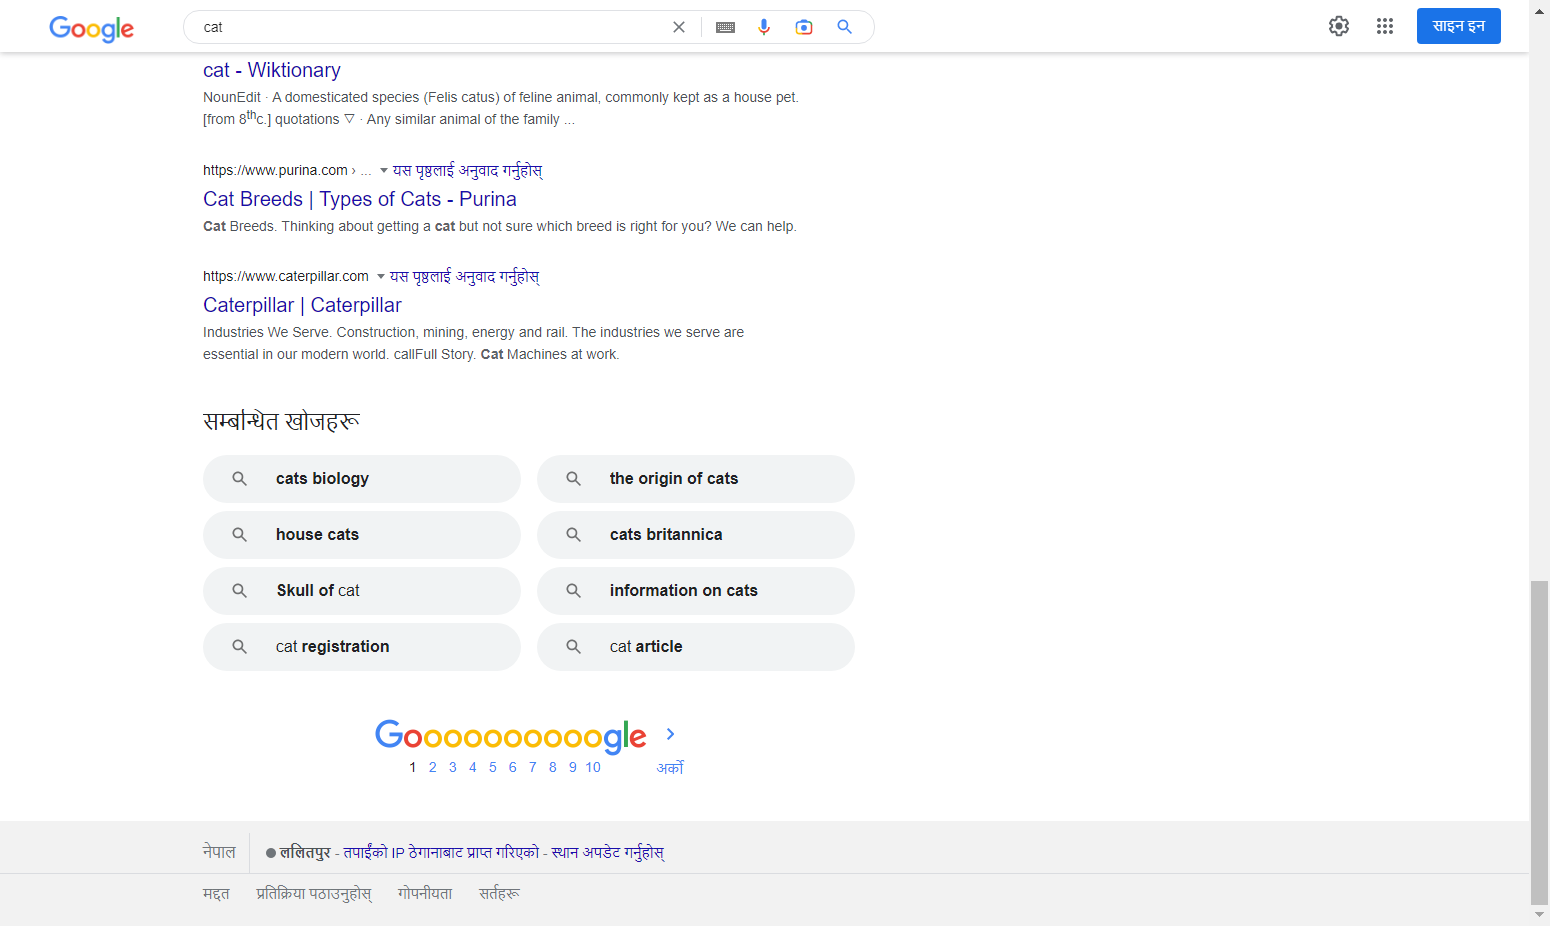 Google
cat
साइन इन
cat - Wiktionary
NounEdit · A domesticated species (Felis catus) of feline animal, commonly kept as a house pet.
[from 8thc.] quotations ▽ · Any similar animal of the family ...
https://www.purina.com › ... यस पृष्ठलाई अनुवाद गर्नुहोस्
Cat Breeds | Types of Cats - Purina
Cat Breeds. Thinking about getting a cat but not sure which breed is right for you? We can help.
https://www.caterpillar.com यस पृष्ठलाई अनुवाद गर्नुहोस्
Caterpillar | Caterpillar
Industries We Serve. Construction, mining, energy and rail. The industries we serve are
essential in our modern world. callFull Story. Cat Machines at work.
सम्बन्धित खोजहरू
cats biology
the origin of cats
house cats
cats britannica
Skull of cat
information on cats
cat registration
cat article
Goooooooooogle
1 2 3 4 5 6 7 8 9 10 अर्को
नेपाल ललितपुर - तपाईंको IP ठेगानाबाट प्राप्त गरिएको - स्थान अपडेट गर्नुहोस्
मद्दत प्रतिक्रिया पठाउनुहोस् गोपनीयता सर्तहरू